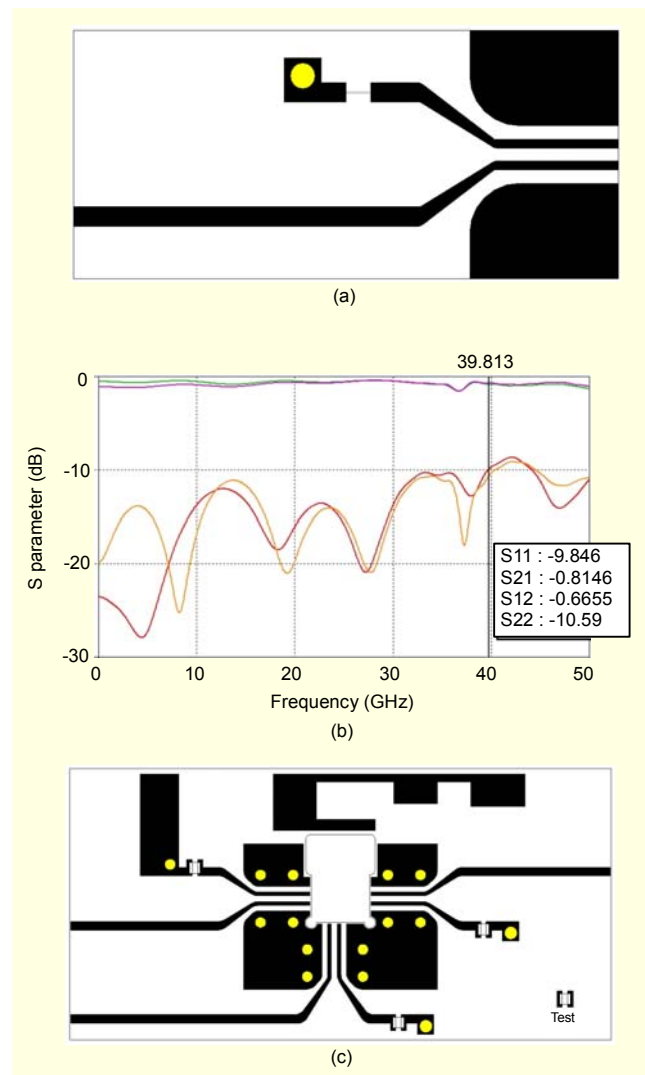 (a)
39.813
0
-10
-20
-30
S parameter (dB)
S11 : -9.846
S21 : -0.8146
S12 : -0.6655
S22 : -10.59
0 10 20 30 40 50
Frequency (GHz)
(b)
Test
(c)